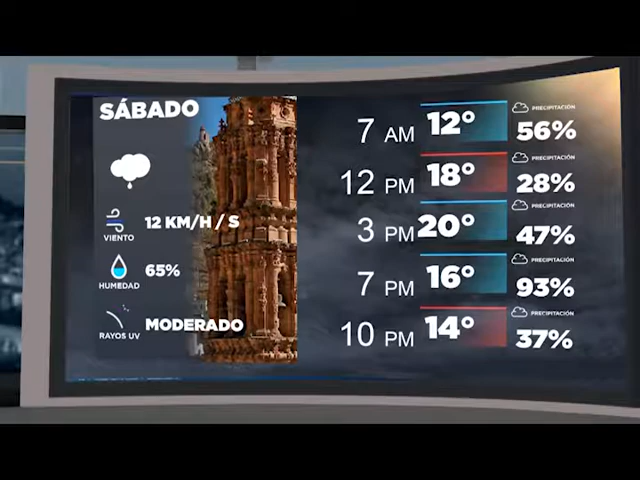 SÁBADO
12 KM/H / S
VIENTO
65%
HUMEDAD
MODERADO
RAYOS UV
7 AM 12° PRECIPITACIÓN 56%
12 PM 18° PRECIPITACIÓN 28%
3 PM 20° PRECIPITACIÓN 47%
7 PM 16° PRECIPITACIÓN 93%
10 PM 14° PRECIPITACIÓN 37%